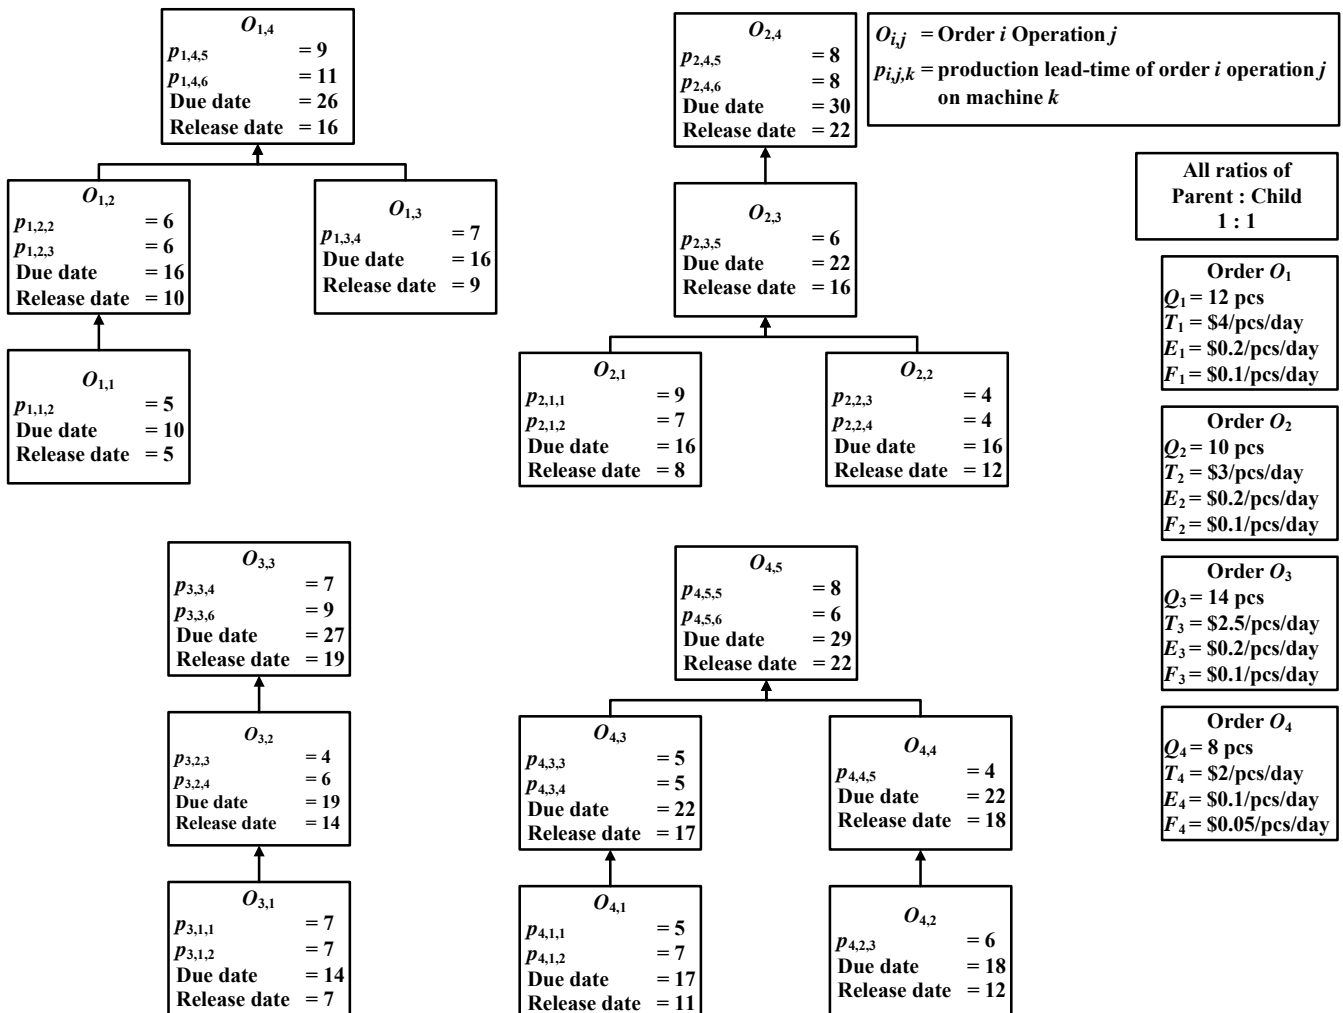 O1,4
p1,4,5 = 9
p1,4,6 = 11
Due date = 26
Release date = 16
O1,2
p1,2,2 = 6
p1,2,3 = 6
Due date = 16
Release date = 10
O1,3
p1,3,4 = 7
Due date = 16
Release date = 9
O1,1
p1,1,2 = 5
Due date = 10
Release date = 5
O2,4
p2,4,5 = 8
p2,4,6 = 8
Due date = 30
Release date = 22
O2,3
p2,3,5 = 6
Due date = 22
Release date = 16
O2,1
p2,1,1 = 9
p2,1,2 = 7
Due date = 16
Release date = 8
O2,2
p2,2,3 = 4
p2,2,4 = 4
Due date = 16
Release date = 12
Oi,j = Order i Operation j
pi,j,k = production lead-time of order i operation j
on machine k
All ratios of
Parent : Child
1 : 1
Order O1
Q1 = 12 pcs
T1 = $4/pcs/day
E1 = $0.2/pcs/day
F1 = $0.1/pcs/day
Order O2
Q2 = 10 pcs
T2 = $3/pcs/day
E2 = $0.2/pcs/day
F2 = $0.1/pcs/day
Order O3
Q3 = 14 pcs
T3 = $2.5/pcs/day
E3 = $0.2/pcs/day
F3 = $0.1/pcs/day
Order O4
Q4 = 8 pcs
T4 = $2/pcs/day
E4 = $0.1/pcs/day
F4 = $0.05/pcs/day
O3,3
p3,3,4 = 7
p3,3,6 = 9
Due date = 27
Release date = 19
O3,2
p3,2,3 = 4
p3,2,4 = 6
Due date = 19
Release date = 14
O3,1
p3,1,1 = 7
p3,1,2 = 7
Due date = 14
Release date = 7
O4,5
p4,5,5 = 8
p4,5,6 = 6
Due date = 29
Release date = 22
O4,3
p4,3,3 = 5
p4,3,4 = 5
Due date = 22
Release date = 17
O4,4
p4,4,5 = 4
Due date = 22
Release date = 18
O4,1
p4,1,1 = 5
p4,1,2 = 7
Due date = 17
Release date = 11
O4,2
p4,2,3 = 6
Due date = 18
Release date = 12